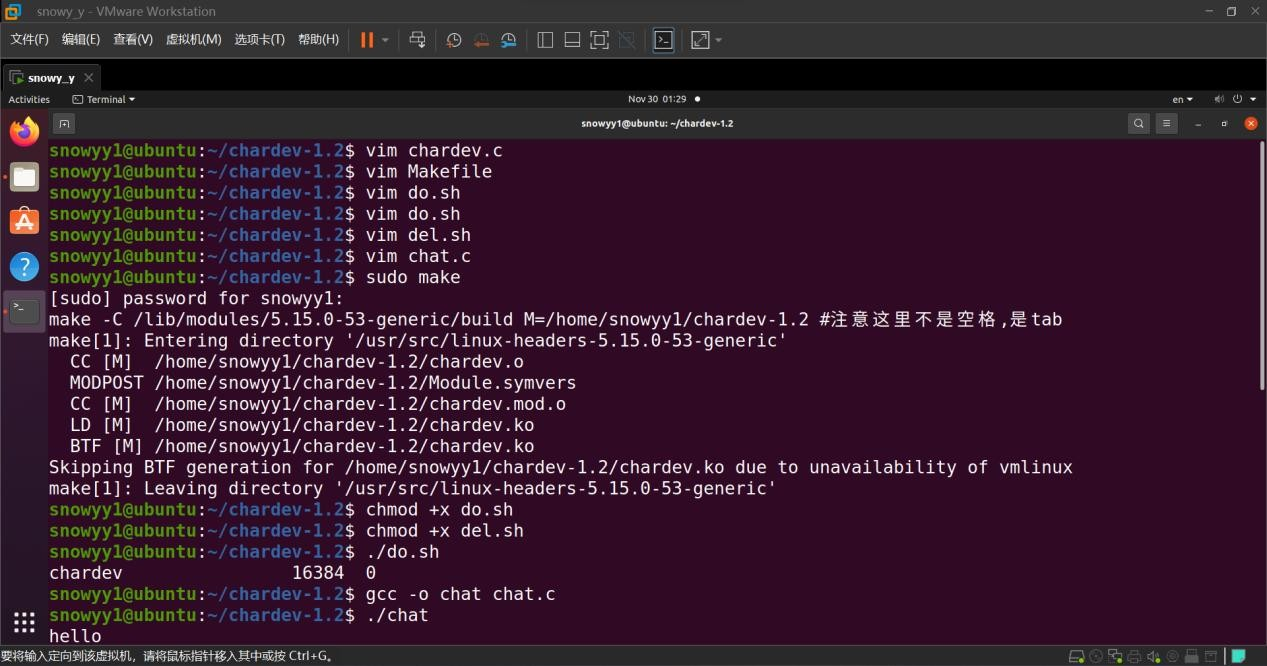 snowy_y - VMware Workstation
文件(F) 编辑(E) 查看(V) 虚拟机(M) 选项卡(T) 帮助(H)
snowy_y
Activities Terminal Nov 30 01:29 en
snowyy1@ubuntu: ~/chardev-1.2
snowyy1@ubuntu:~/chardev-1.2$ vim chardev.c
snowyy1@ubuntu:~/chardev-1.2$ vim Makefile
snowyy1@ubuntu:~/chardev-1.2$ vim do.sh
snowyy1@ubuntu:~/chardev-1.2$ vim do.sh
snowyy1@ubuntu:~/chardev-1.2$ vim del.sh
snowyy1@ubuntu:~/chardev-1.2$ vim chat.c
snowyy1@ubuntu:~/chardev-1.2$ sudo make
[sudo] password for snowyy1:
make -C /lib/modules/5.15.0-53-generic/build M=/home/snowyy1/chardev-1.2 #注意这里不是空格,是tab
make[1]: Entering directory '/usr/src/linux-headers-5.15.0-53-generic'
CC [M] /home/snowyy1/chardev-1.2/chardev.o
MODPOST /home/snowyy1/chardev-1.2/Module.symvers
CC [M] /home/snowyy1/chardev-1.2/chardev.mod.o
LD [M] /home/snowyy1/chardev-1.2/chardev.ko
BTF [M] /home/snowyy1/chardev-1.2/chardev.ko
Skipping BTF generation for /home/snowyy1/chardev-1.2/chardev.ko due to unavailability of vmlinux
make[1]: Leaving directory '/usr/src/linux-headers-5.15.0-53-generic'
snowyy1@ubuntu:~/chardev-1.2$ chmod +x do.sh
snowyy1@ubuntu:~/chardev-1.2$ chmod +x del.sh
snowyy1@ubuntu:~/chardev-1.2$ ./do.sh
chardev 16384 0
snowyy1@ubuntu:~/chardev-1.2$ gcc -o chat chat.c
snowyy1@ubuntu:~/chardev-1.2$ ./chat
hello
要将输入定向到该虚拟机，请将鼠标指针移入其中或按 Ctrl+G。